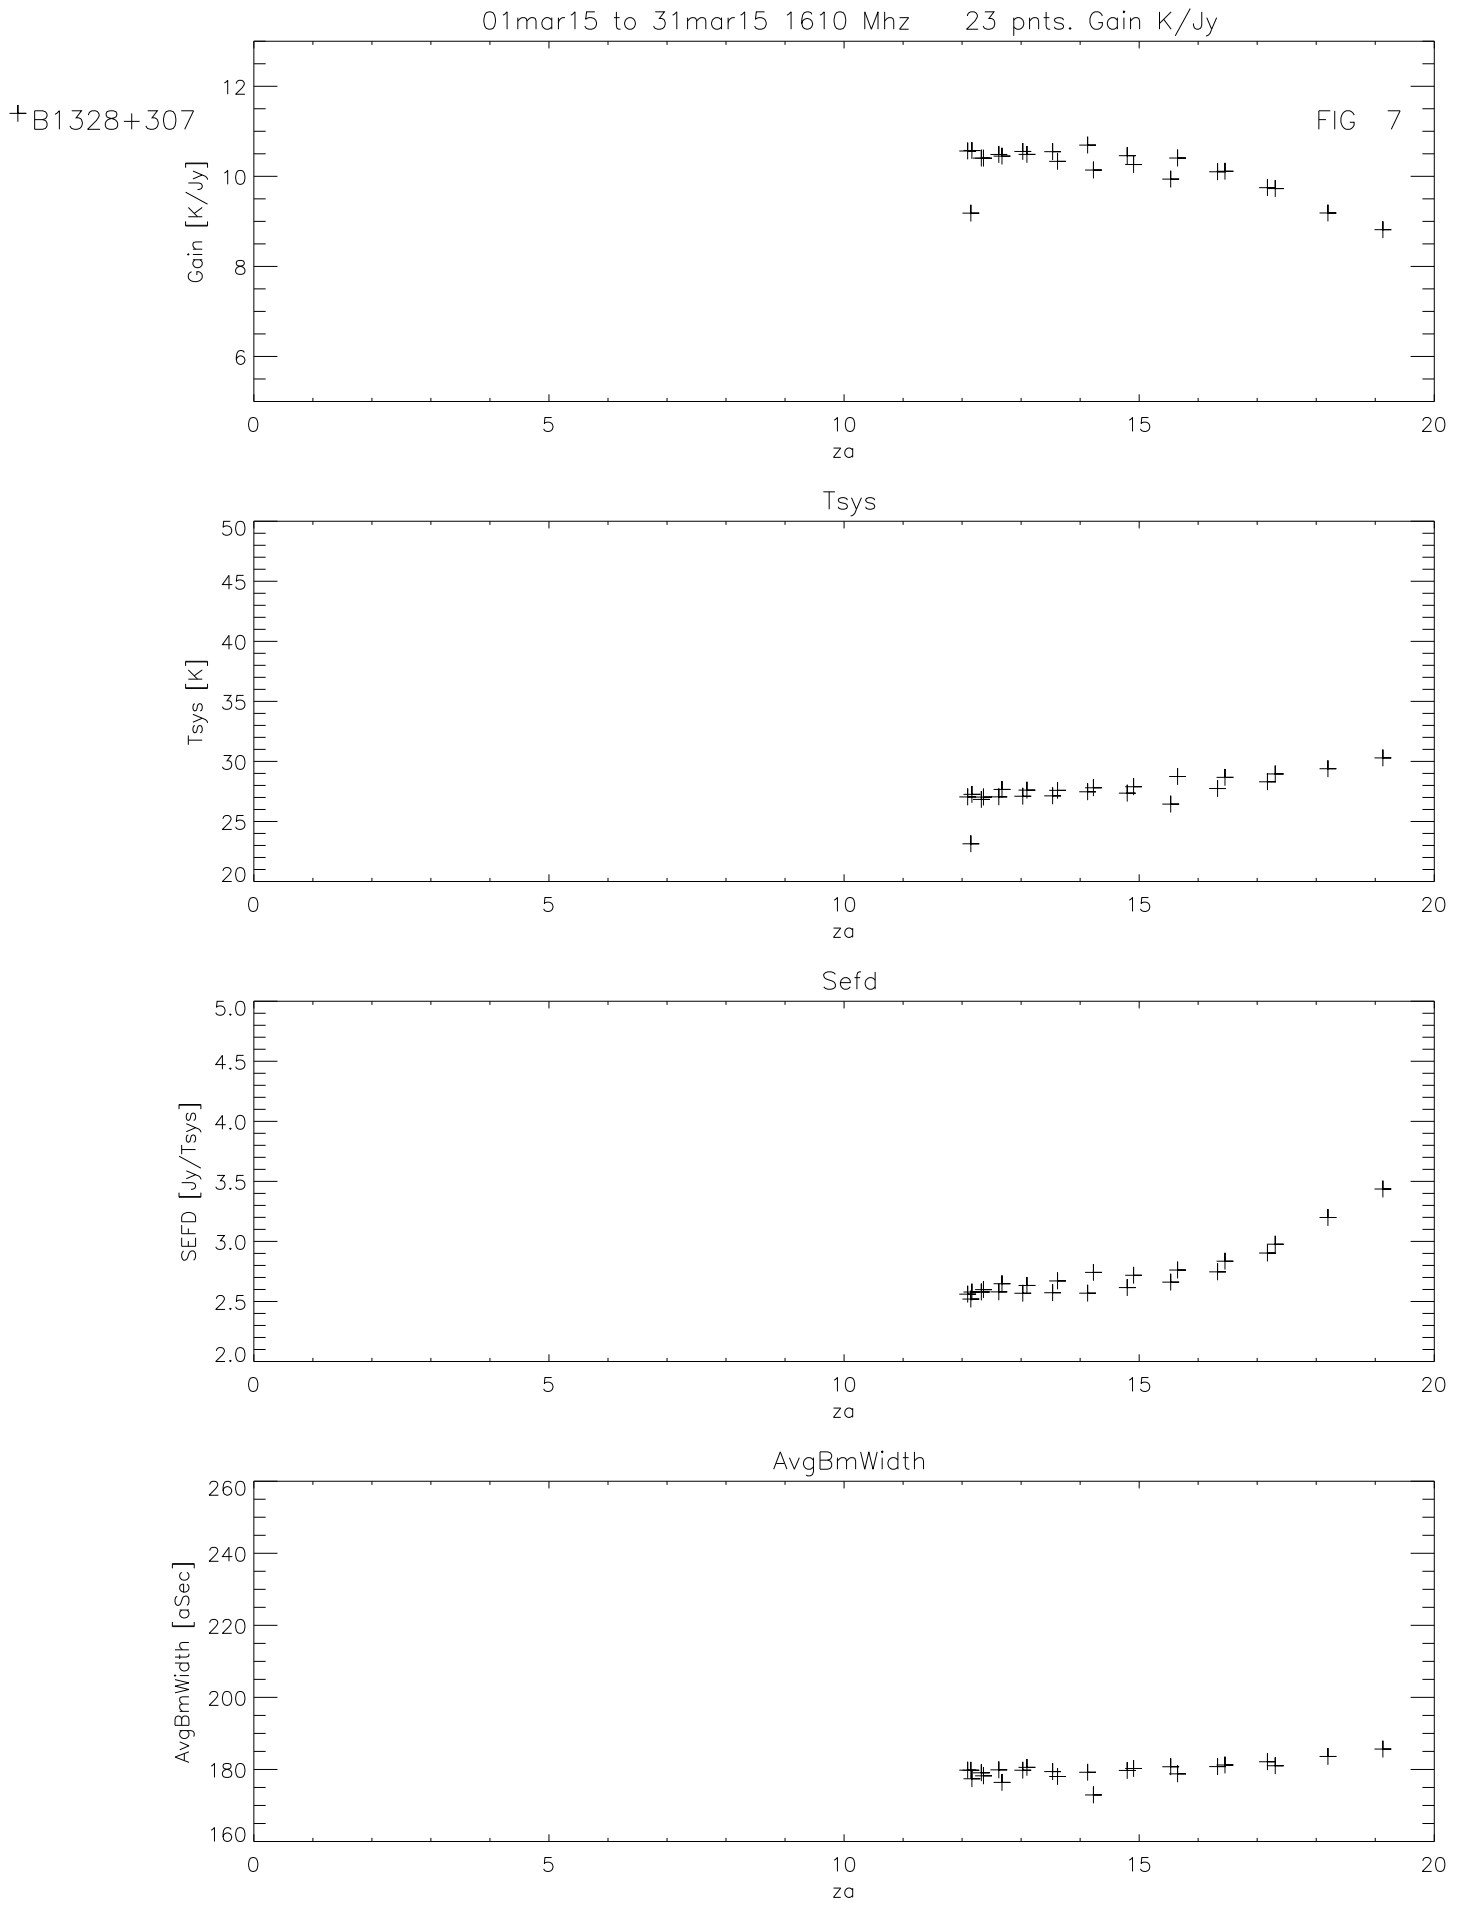 01mar15 to 31mar15 1610 Mhz 23 pnts. Gain K/Jy
+ B1328+307
FIG 7
Gain [K/Jy]
12
10
8
6
0 5 10 15 20
za
Tsys
Tsys [K]
50
45
40
35
30
25
20
0 5 10 15 20
za
Sefd
SEFD [Jy/Tsys]
5.0
4.5
4.0
3.5
3.0
2.5
2.0
0 5 10 15 20
za
AvgBmWidth
AvgBmWidth [aSec]
260
240
220
200
180
160
0 5 10 15 20
za